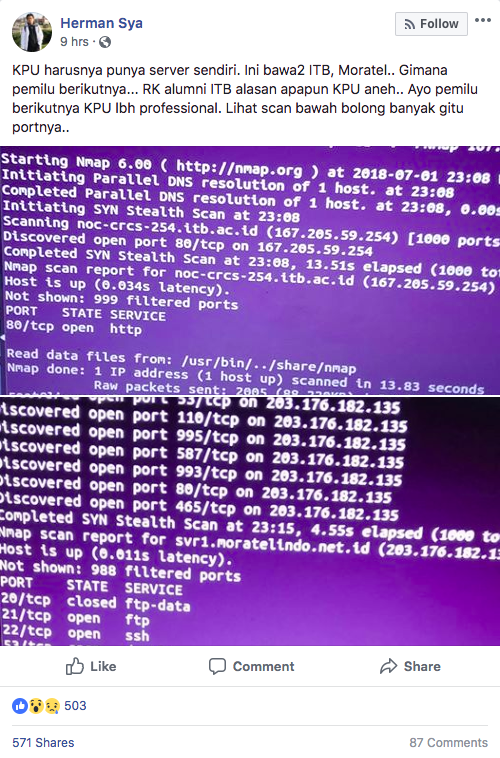 Herman Sya
Follow
9 hrs ·
KPU harusnya punya server sendiri. Ini bawa2 ITB, Moratel.. Gimana
pemilu berikutnya... RK alumni ITB alasan apapun KPU aneh.. Ayo pemilu
berikutnya KPU lbh professional. Lihat scan bawah bolong banyak gitu
portnya..
Starting Nmap 6.00 ( http://nmap.org ) at 2018-07-01 23:08
Initiating Parallel DNS resolution of 1 host. at 23:08
Completed Parallel DNS resolution of 1 host. at 23:08, 0.00s
Initiating SYN Stealth Scan at 23:08
Scanning noc-crcs-254.itb.ac.id (167.205.59.254) [1000 ports
Discovered open port 80/tcp on 167.205.59.254
Completed SYN Stealth Scan at 23:08, 13.51s elapsed (1000 to
Nmap scan report for noc-crcs-254.itb.ac.id (167.205.59.254)
Host is up (0.034s latency).
Not shown: 999 filtered ports
PORT STATE SERVICE
80/tcp open http
Read data files from: /usr/bin/../share/nmap
Nmap done: 1 IP address (1 host up) scanned in 13.83 seconds
Raw packets sent: 2005
open port 53/tcp on 203.176.182.135
iscovered open port 110/tcp on 203.176.182.135
iscovered open port 995/tcp on 203.176.182.135
iscovered open port 587/tcp on 203.176.182.135
iscovered open port 993/tcp on 203.176.182.135
iscovered open port 80/tcp on 203.176.182.135
Discovered open port 465/tcp on 203.176.182.135
Completed SYN Stealth Scan at 23:15, 4.55s elapsed (1000 to
Nmap scan report for svr1.moratelindo.net.id (203.176.182.13
Host is up (0.011s latency).
Not shown: 988 filtered ports
PORT STATE SERVICE
20/tcp closed ftp-data
21/tcp open ftp
22/tcp open ssh
Like
Comment
Share
503
571 Shares
87 Comments